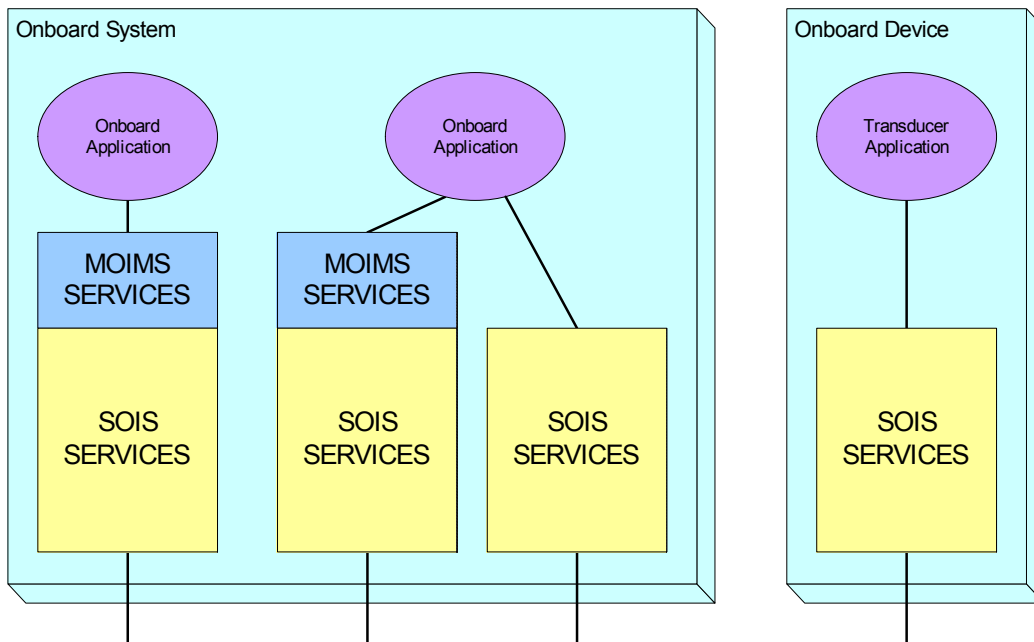 Onboard System
Onboard Device
Onboard
Application
Onboard
Application
Transducer
Application
MOIMS
SERVICES
MOIMS
SERVICES
SOIS
SERVICES
SOIS
SERVICES
SOIS
SERVICES
SOIS
SERVICES